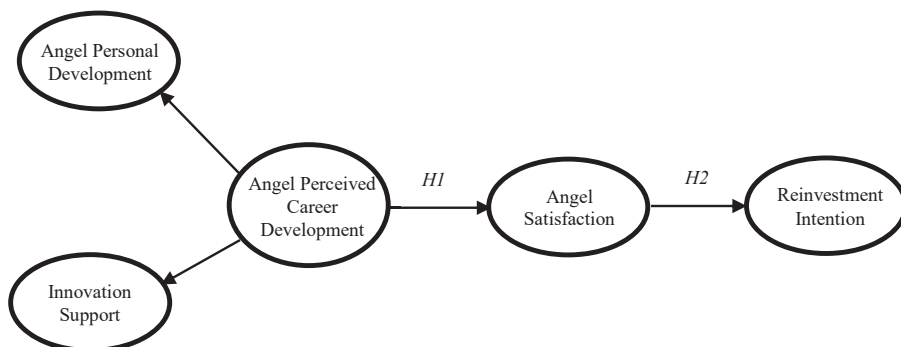 Angel Personal
Development
Angel Perceived
Career
Development
H1
Angel
Satisfaction
H2
Reinvestment
Intention
Innovation
Support